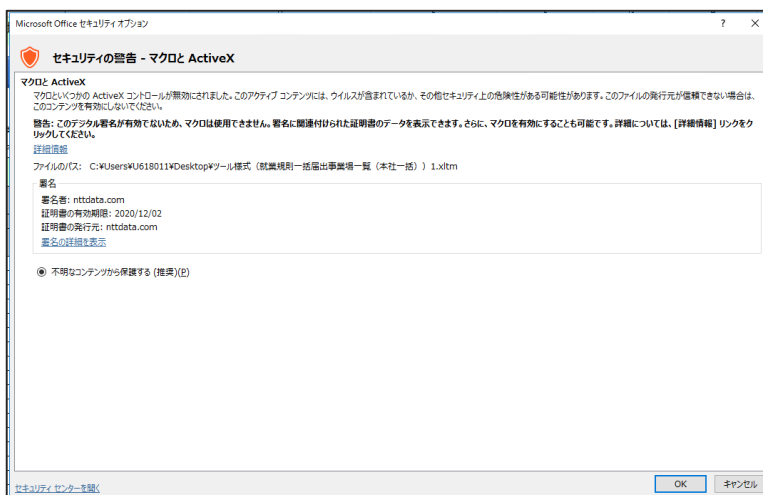 Microsoft Office セキュリティ オプション
? ×
セキュリティの警告 - マクロと ActiveX
マクロと ActiveX
マクロといくつかの ActiveX コントロールが無効にされました。このアクティブ コンテンツには、ウイルスが含まれているか、その他セキュリティ上の危険性がある可能性があります。このファイルの発行元が信頼できない場合は、
このコンテンツを有効にしないでください。
警告: このデジタル署名が有効でないため、マクロは使用できません。署名に関連付けられた証明書のデータを表示できます。さらに、マクロを有効にすることも可能です。詳細については、[詳細情報] リンクをク
リックしてください。
詳細情報
ファイルのパス: C:¥Users¥U618011¥Desktop¥ツール様式（就業規則一括届出事業場一覧（本社一括））1.xltm
署名
署名者: nttdata.com
証明書の有効期限: 2020/12/02
証明書の発行元: nttdata.com
署名の詳細を表示
不明なコンテンツから保護する (推奨)(P)
セキュリティ センターを開く
OK キャンセル